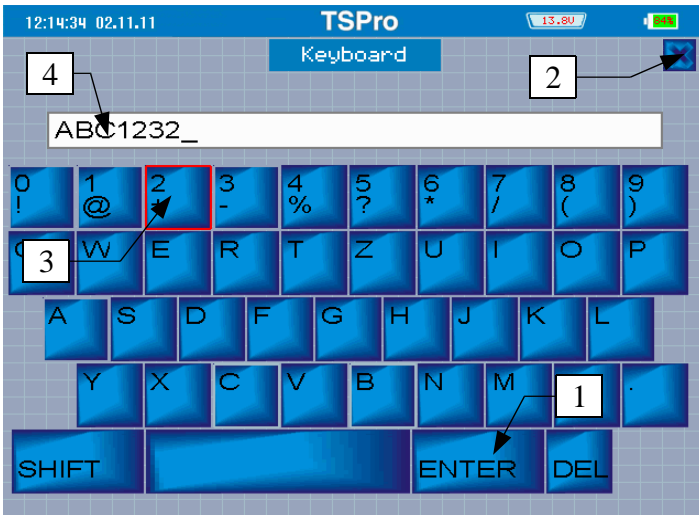 12:14:34 02.11.11 TSPro 13.8V 84%
Keyboard
4 2
ABC1232_
0 1 2 3 4 5 6 7 8 9
! @ - % ? * / ( )
3 W E R T Z U I O P
A S D F G H J K L
Y X C V B N M 1 .
SHIFT ENTER DEL